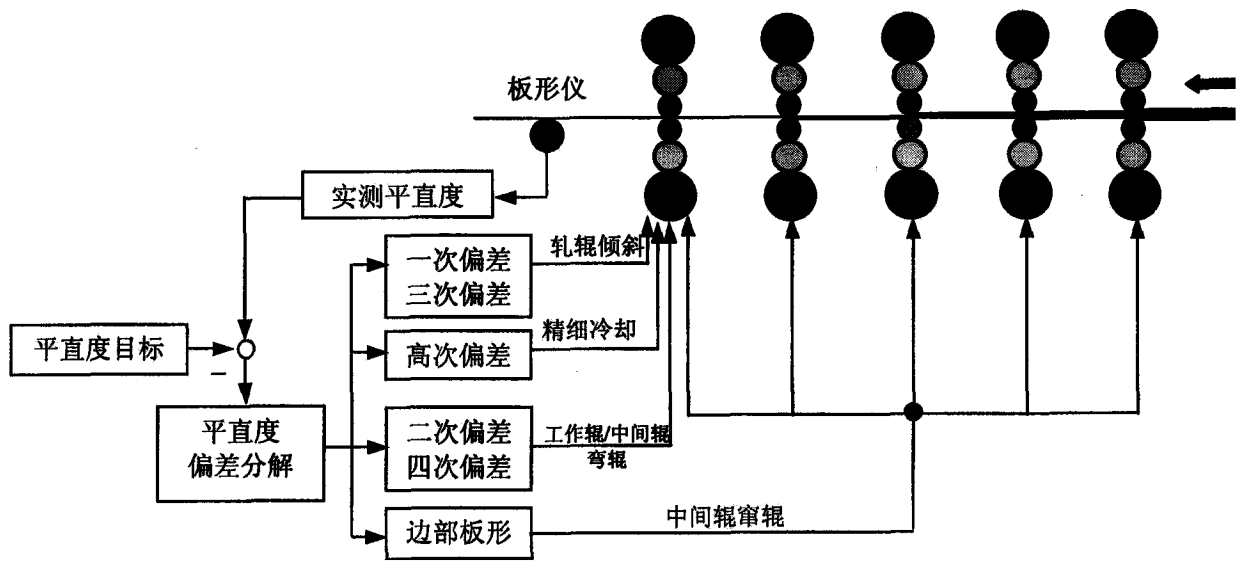 板形仪
实测平直度
一次偏差
三次偏差
轧辊倾斜
平直度目标
高次偏差
精细冷却
平直度
偏差分解
二次偏差
四次偏差
工作辊/中间辊
弯辊
边部板形
中间辊窜辊